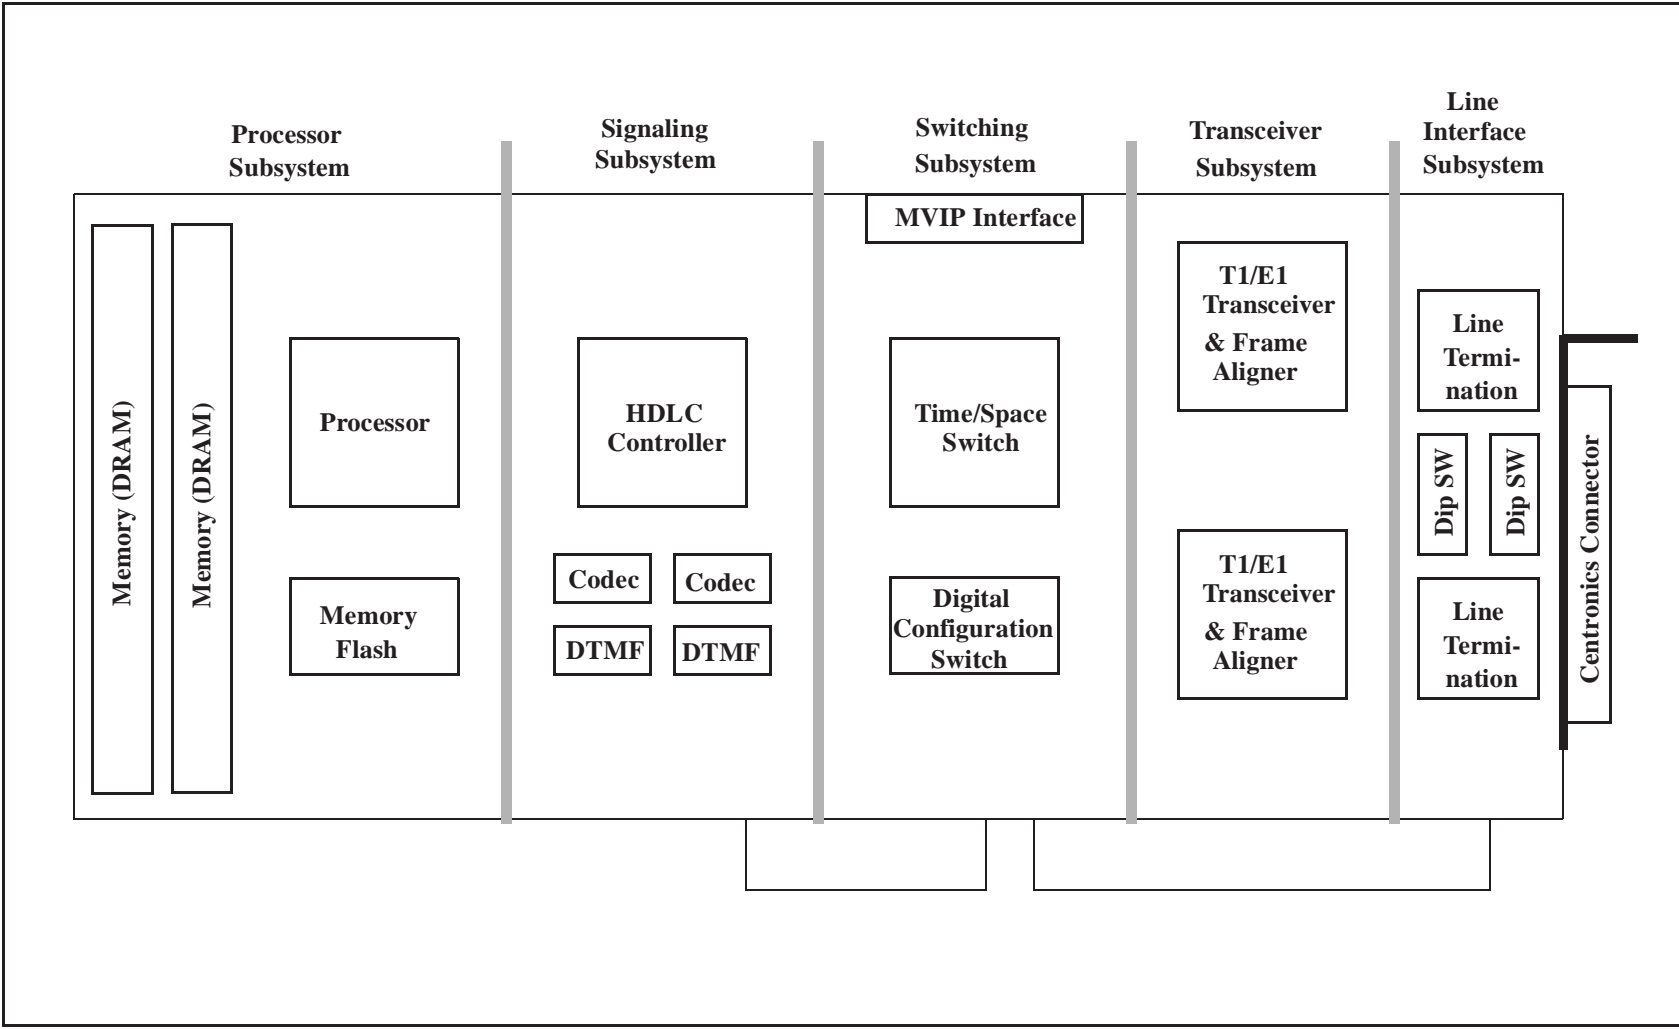 Processor
Subsystem
Signaling
Subsystem
Switching
Subsystem
Transceiver
Subsystem
Line
Interface
Subsystem
Memory (DRAM)
Memory (DRAM)
Processor
Memory
Flash
HDLC
Controller
Codec
Codec
DTMF
DTMF
MVIP Interface
Time/Space
Switch
Digital
Configuration
Switch
T1/E1
Transceiver
& Frame
Aligner
T1/E1
Transceiver
& Frame
Aligner
Line
Termi-
nation
Dip SW
Dip SW
Line
Termi-
nation
Centronics Connector